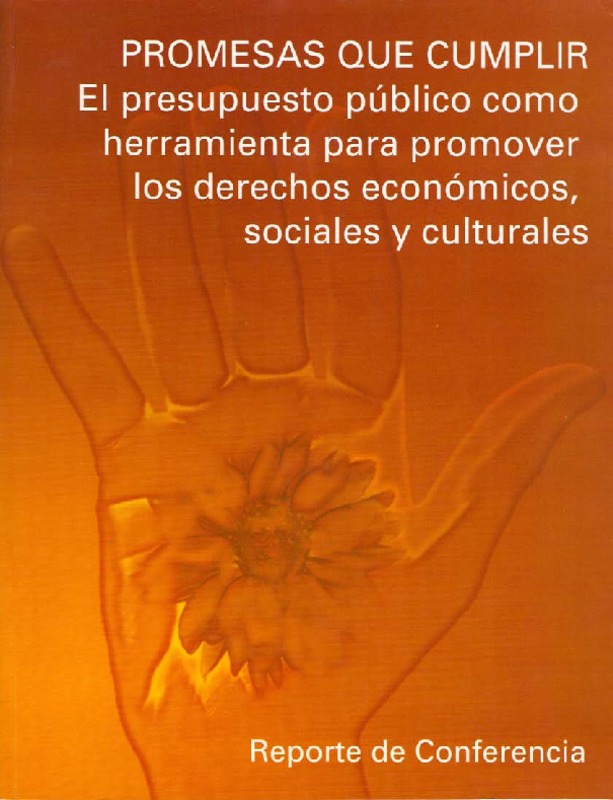 PROMESAS QUE CUMPLIR
El presupuesto público como
herramienta para promover
los derechos económicos,
sociales y culturales
Reporte de Conferencia